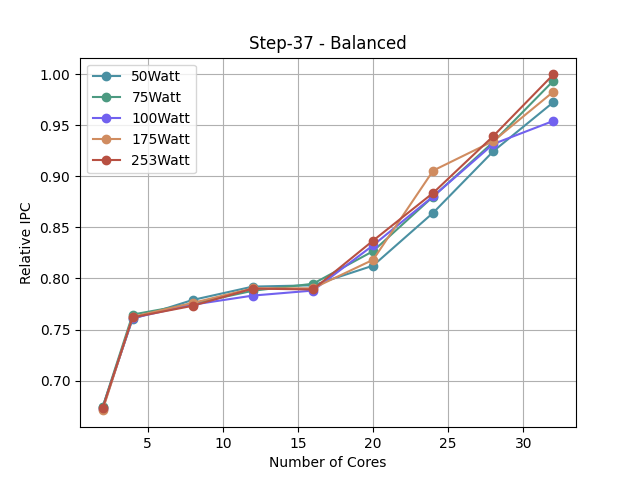 Step-37 - Balanced
50Watt
75Watt
100Watt
175Watt
253Watt
1.00
0.95
0.90
0.85
0.80
0.75
0.70
Relative IPC
5 10 15 20 25 30
Number of Cores